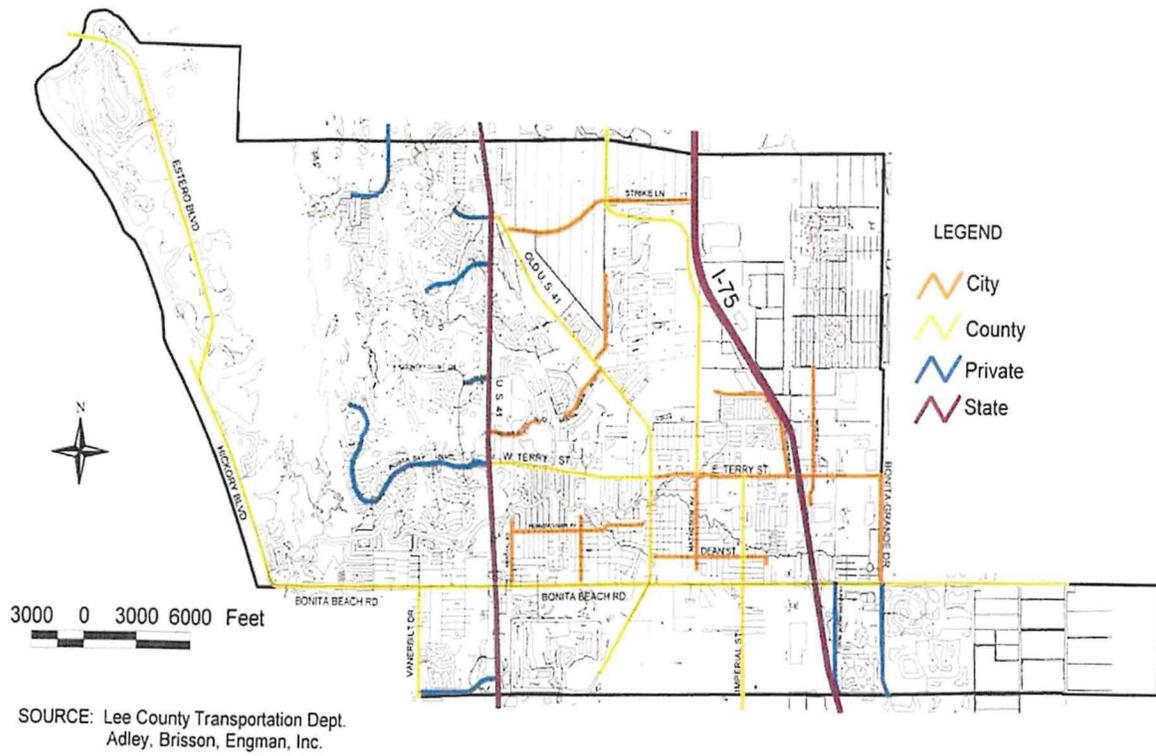 ESTERO BLVD
STRIKE LN
LEGEND
OLD U.S. 41
I-75
City
County
Private
U S 41
State
N
HICKORY BLVD
W TERRY ST
E TERRY ST.
BONITA GRANDE DR
DEAN ST.
BONITA BEACH RD
BONITA BEACH RD
3000 0 3000 6000 Feet
VANERBILT DR
IMPERIAL ST
SOURCE: Lee County Transportation Dept.
Adley, Brisson, Engman, Inc.